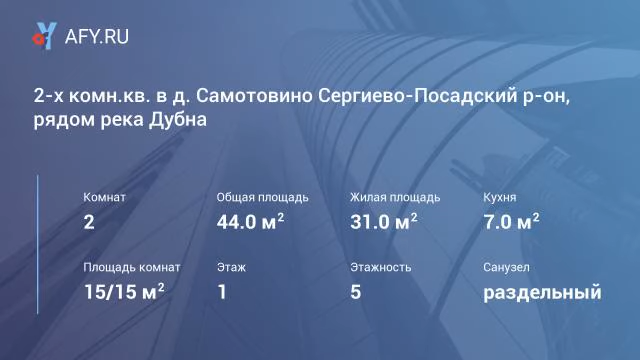 AFY.RU
2-х комн.кв. в д. Самотовино Сергиево-Посадский р-он,
рядом река Дубна
Комнат
2
Общая площадь
44.0 м²
Жилая площадь
31.0 м²
Кухня
7.0 м²
Площадь комнат
15/15 м²
Этаж
1
Этажность
5
Санузел
раздельный